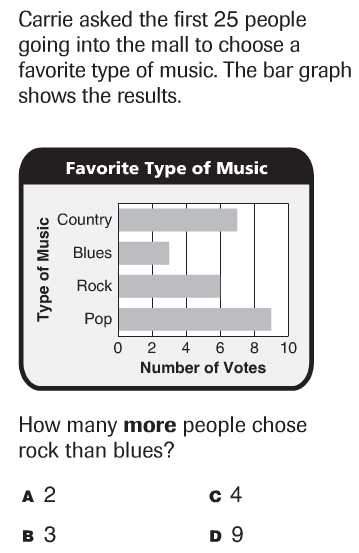 Carrie asked the first 25 people
going into the mall to choose a
favorite type of music. The bar graph
shows the results.
Favorite Type of Music
Type of Music
Country
Blues
Rock
Pop
0 2 4 6 8 10
Number of Votes
How many more people chose
rock than blues?
A 2
C 4
B 3
D 9